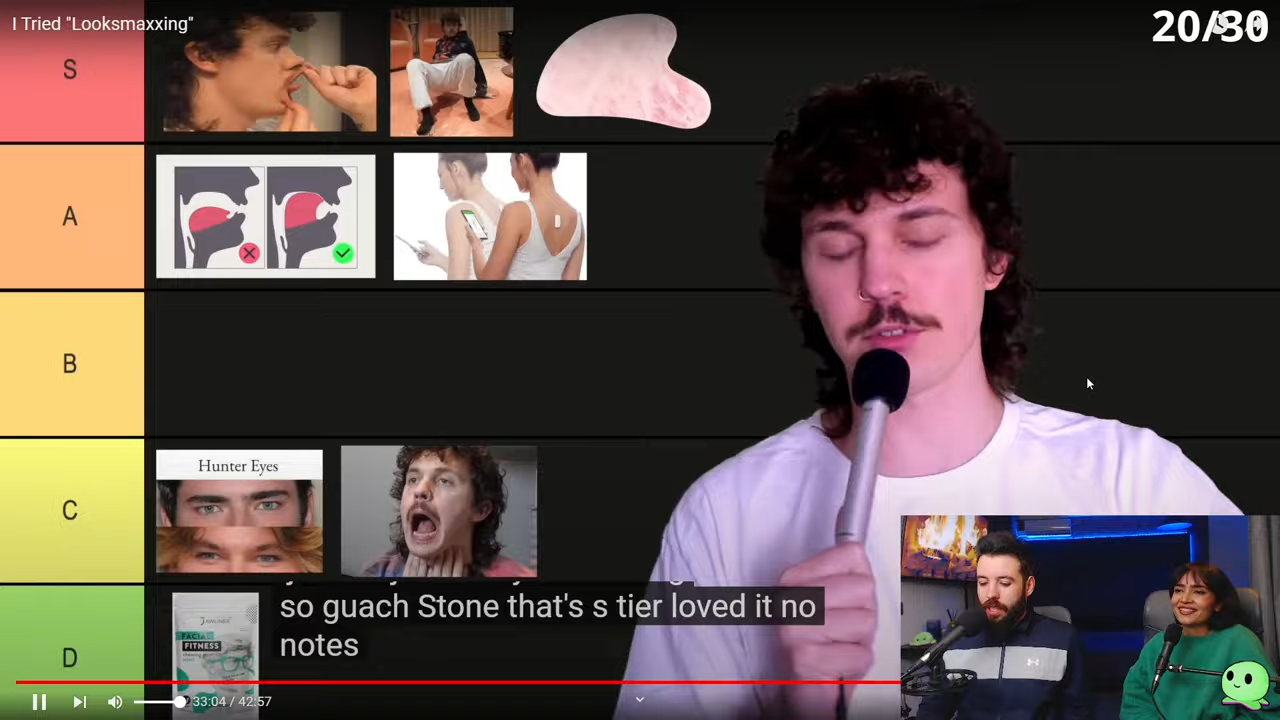 I Tried "Looksmaxxing"
20/30
S
A
B
C
Hunter Eyes
so guach Stone that's s tier loved it no
notes
D
JAWLINER
FACIAL
FITNESS
33:04 / 42:57